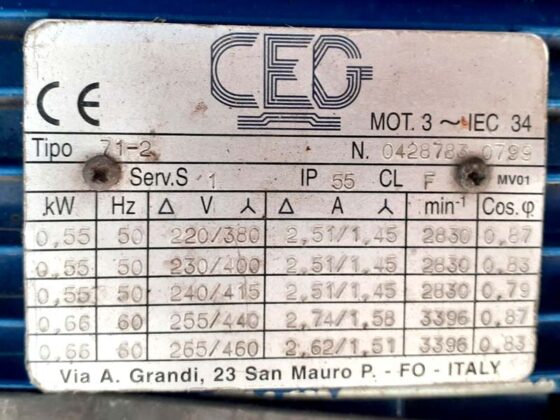 CEG
CE
MOT. 3 ~ IEC 34
Tipo 71-2 N. 0428783 0799
Serv.S 1 IP 55 CL F MV01
kW Hz Δ V ⅄ Δ A ⅄ min⁻¹ Cos.φ
0,55 50 220/380 2,51/1,45 2830 0,87
0,55 50 230/400 2,51/1,45 2830 0,83
0,55 50 240/415 2,51/1,45 2830 0,79
0,66 60 255/440 2,74/1,58 3396 0,87
0,66 60 265/460 2,62/1,51 3396 0,83
Via A. Grandi, 23 San Mauro P. - FO - ITALY